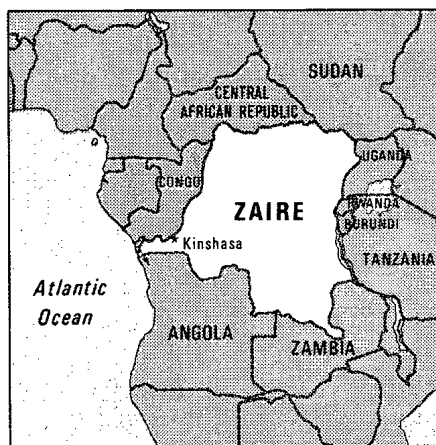 SUDAN
CENTRAL
AFRICAN REPUBLIC
UGANDA
CONGO
RWANDA
ZAIRE
BURUNDI
Kinshasa
TANZANIA
Atlantic
Ocean
ANGOLA
ZAMBIA